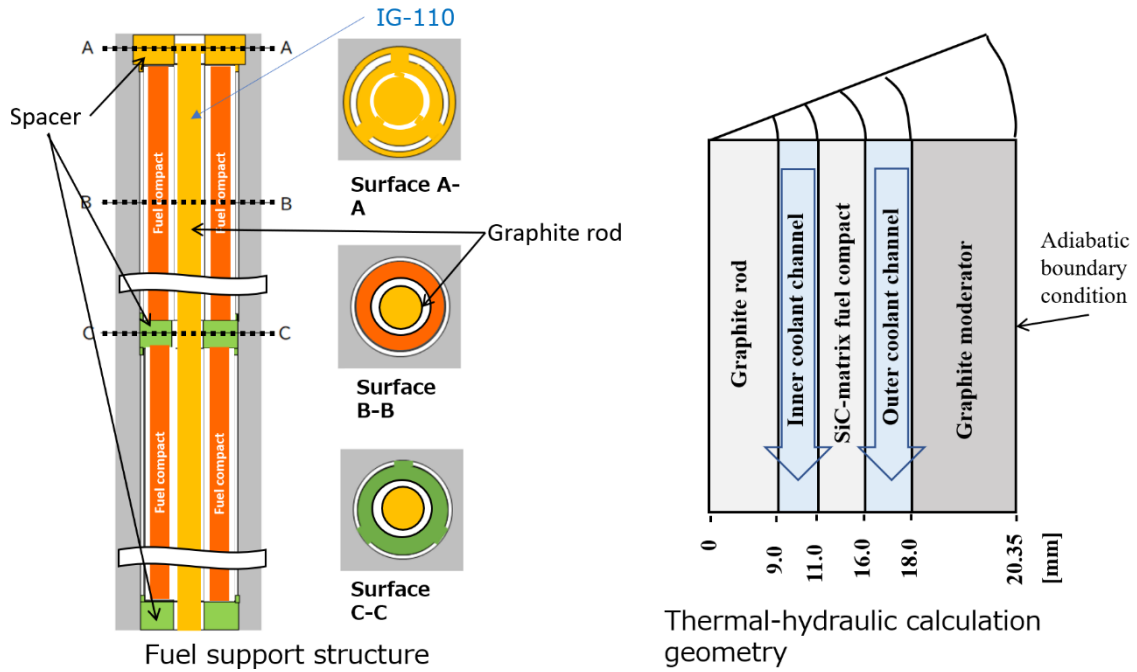 IG-110
A
A
Spacer
Fuel compact
Fuel compact
Surface A-
A
B
B
Graphite rod
Surface
B-B
C
C
Fuel compact
Fuel compact
Surface
C-C
Fuel support structure
Graphite rod
Inner coolant channel
SiC-matrix fuel compact
Outer coolant channel
Graphite moderator
Adiabatic
boundary
condition
0
9.0
11.0
16.0
18.0
20.35
[mm]
Thermal-hydraulic calculation
geometry